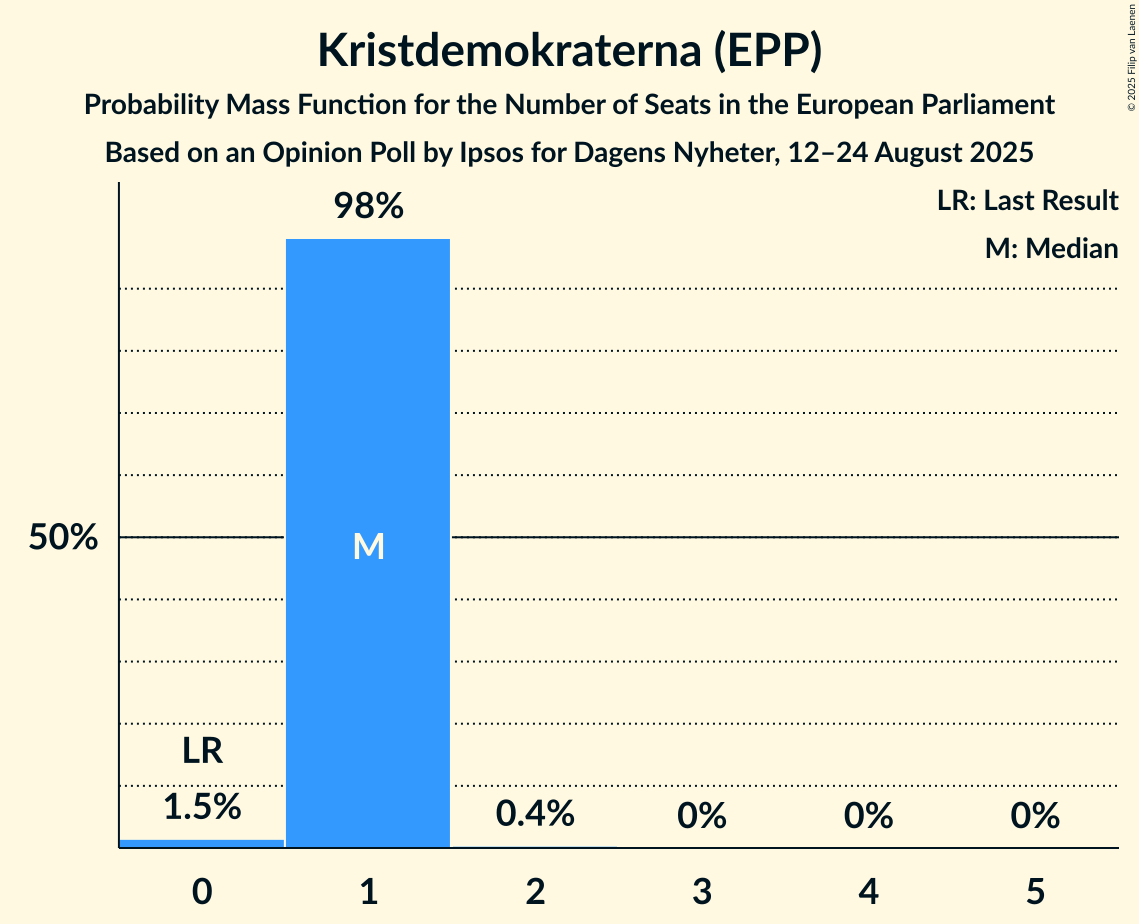 Kristdemokraterna (EPP)
Probability Mass Function for the Number of Seats in the European Parliament
Based on an Opinion Poll by Ipsos for Dagens Nyheter, 12–24 August 2025
© 2025 Filip van Laenen
LR: Last Result
M: Median
98%
50%
M
LR
1.5%
0.4%
0%
0%
0%
0
1
2
3
4
5